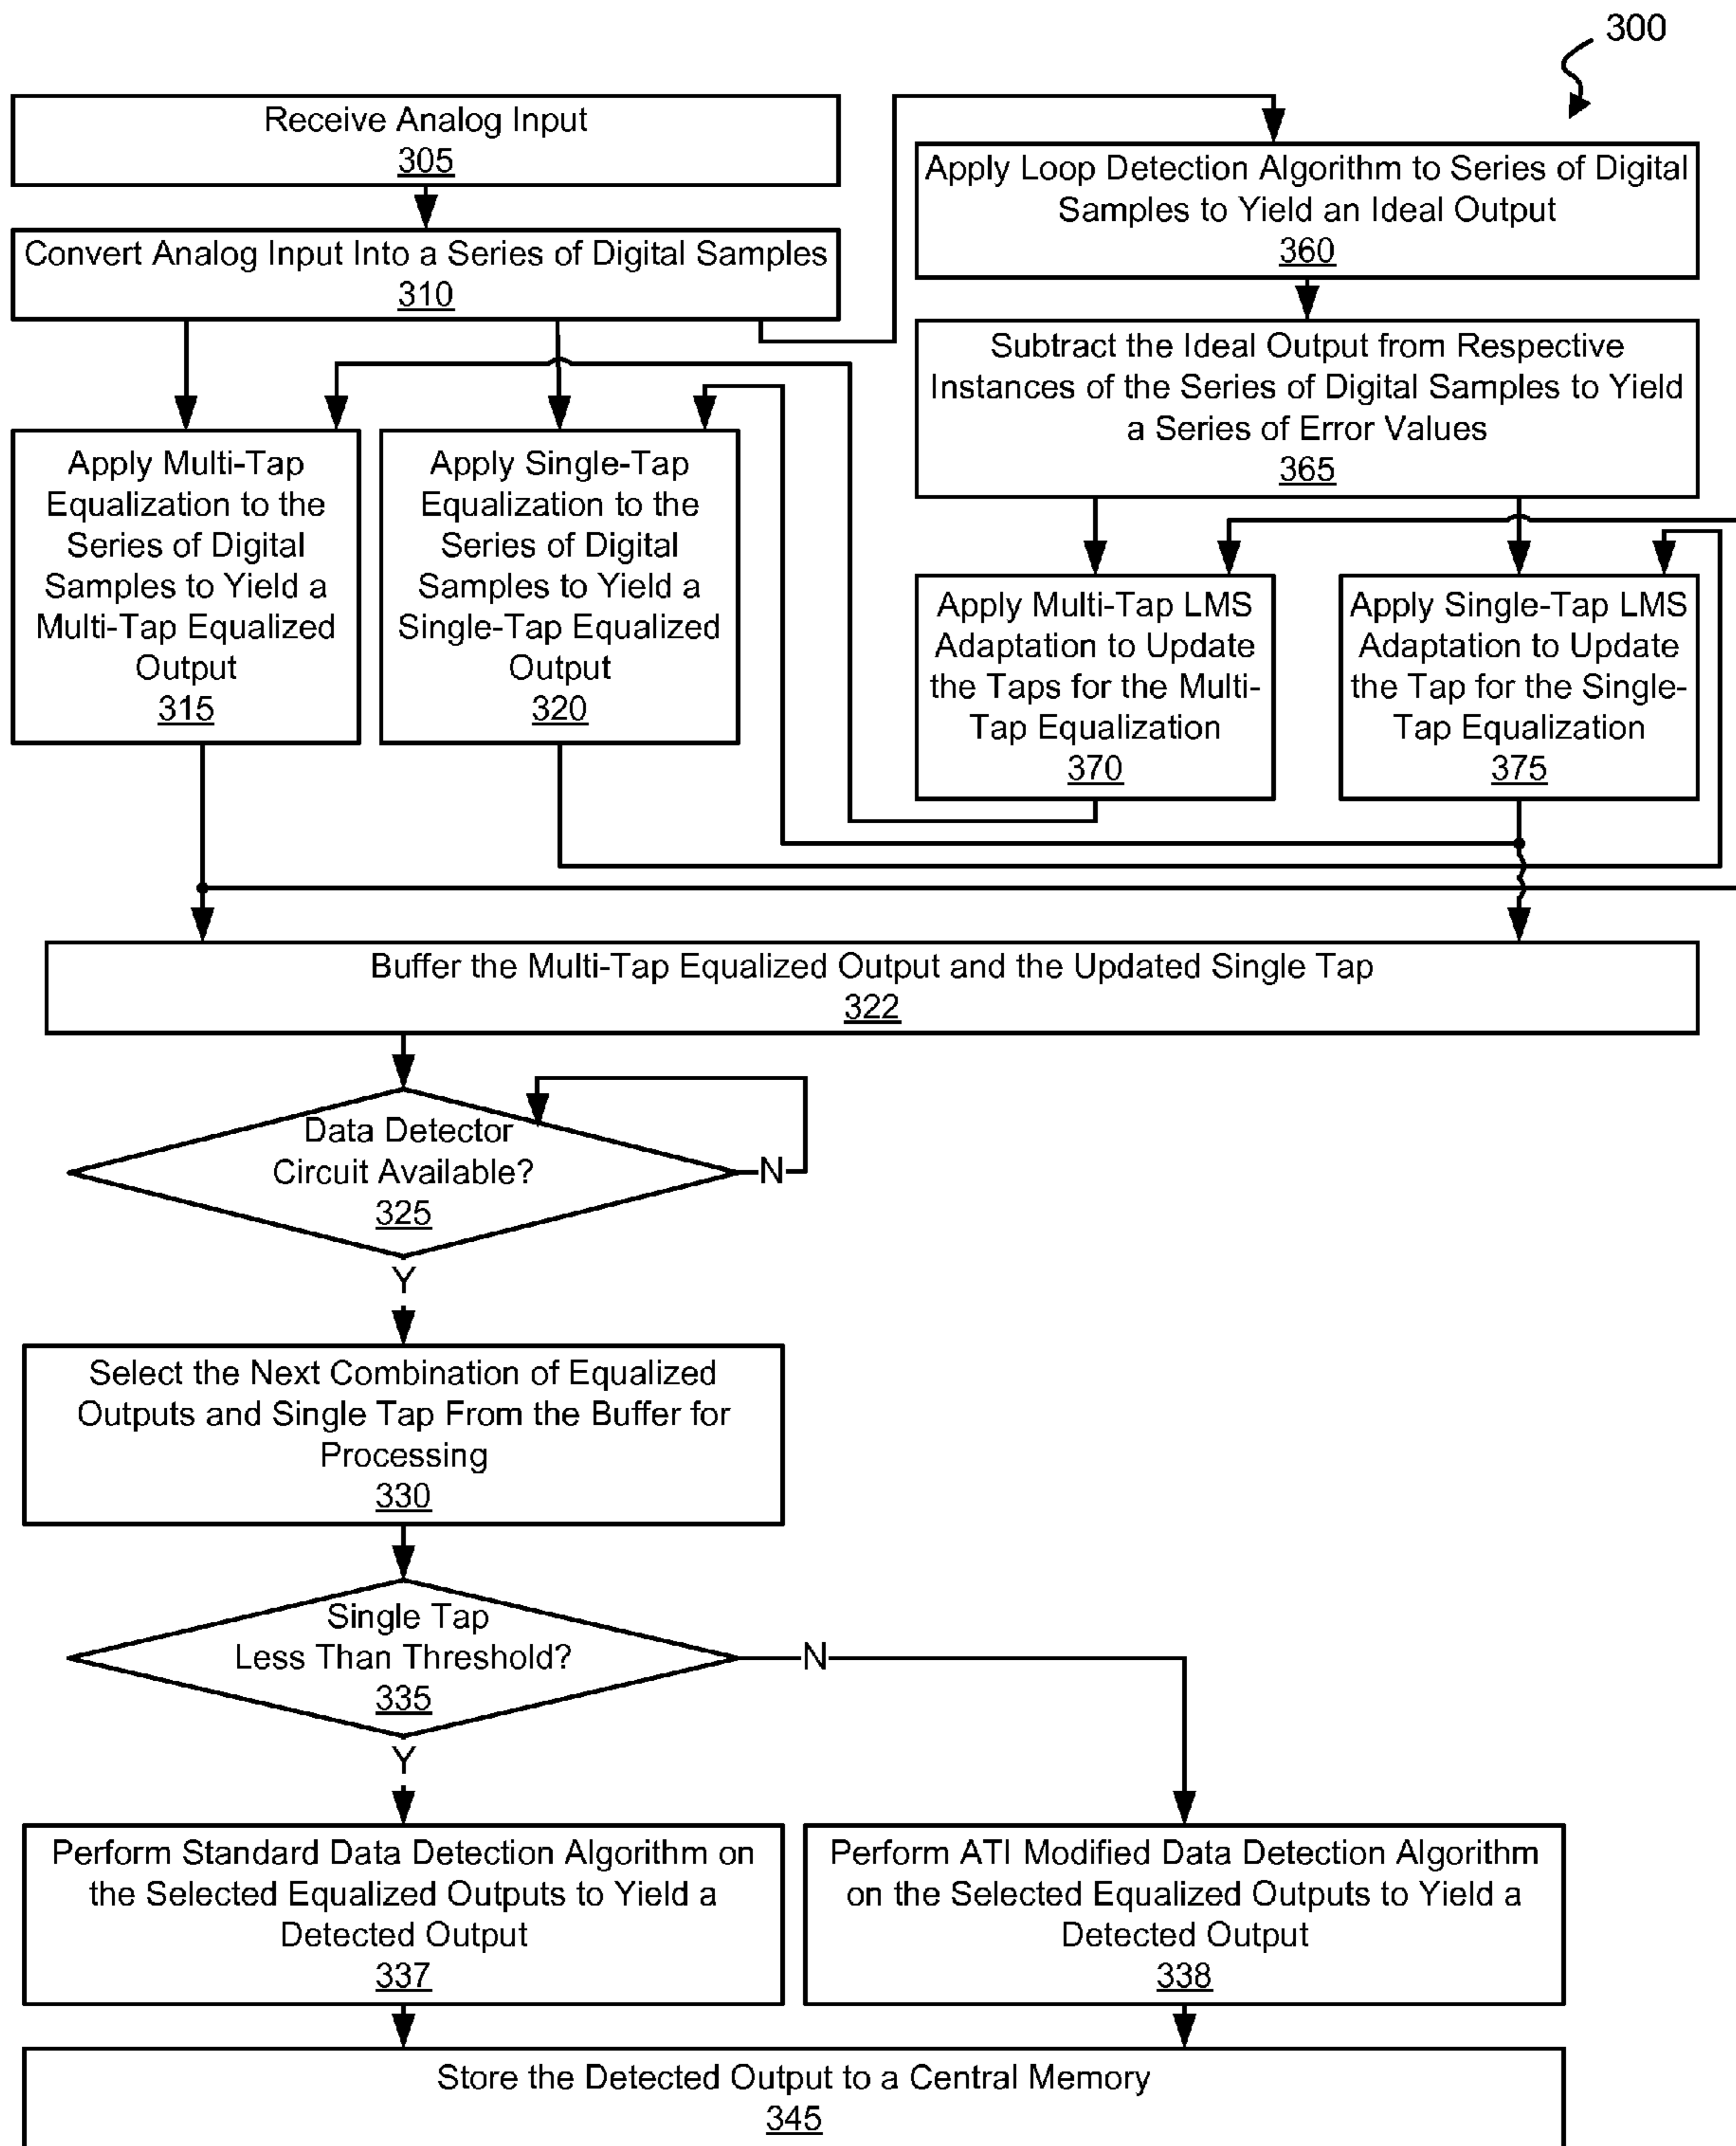 300
Receive Analog Input
305
Convert Analog Input Into a Series of Digital Samples
310
Apply Loop Detection Algorithm to Series of Digital
Samples to Yield an Ideal Output
360
Subtract the Ideal Output from Respective
Instances of the Series of Digital Samples to Yield
a Series of Error Values
365
Apply Multi-Tap
Equalization to the
Series of Digital
Samples to Yield a
Multi-Tap Equalized
Output
315
Apply Single-Tap
Equalization to the
Series of Digital
Samples to Yield a
Single-Tap Equalized
Output
320
Apply Multi-Tap LMS
Adaptation to Update
the Taps for the Multi-
Tap Equalization
370
Apply Single-Tap LMS
Adaptation to Update
the Tap for the Single-
Tap Equalization
375
Buffer the Multi-Tap Equalized Output and the Updated Single Tap
322
Data Detector
Circuit Available?
325
N
Y
Select the Next Combination of Equalized
Outputs and Single Tap From the Buffer for
Processing
330
Single Tap
Less Than Threshold?
335
N
Y
Perform Standard Data Detection Algorithm on
the Selected Equalized Outputs to Yield a
Detected Output
337
Perform ATI Modified Data Detection Algorithm
on the Selected Equalized Outputs to Yield a
Detected Output
338
Store the Detected Output to a Central Memory
345